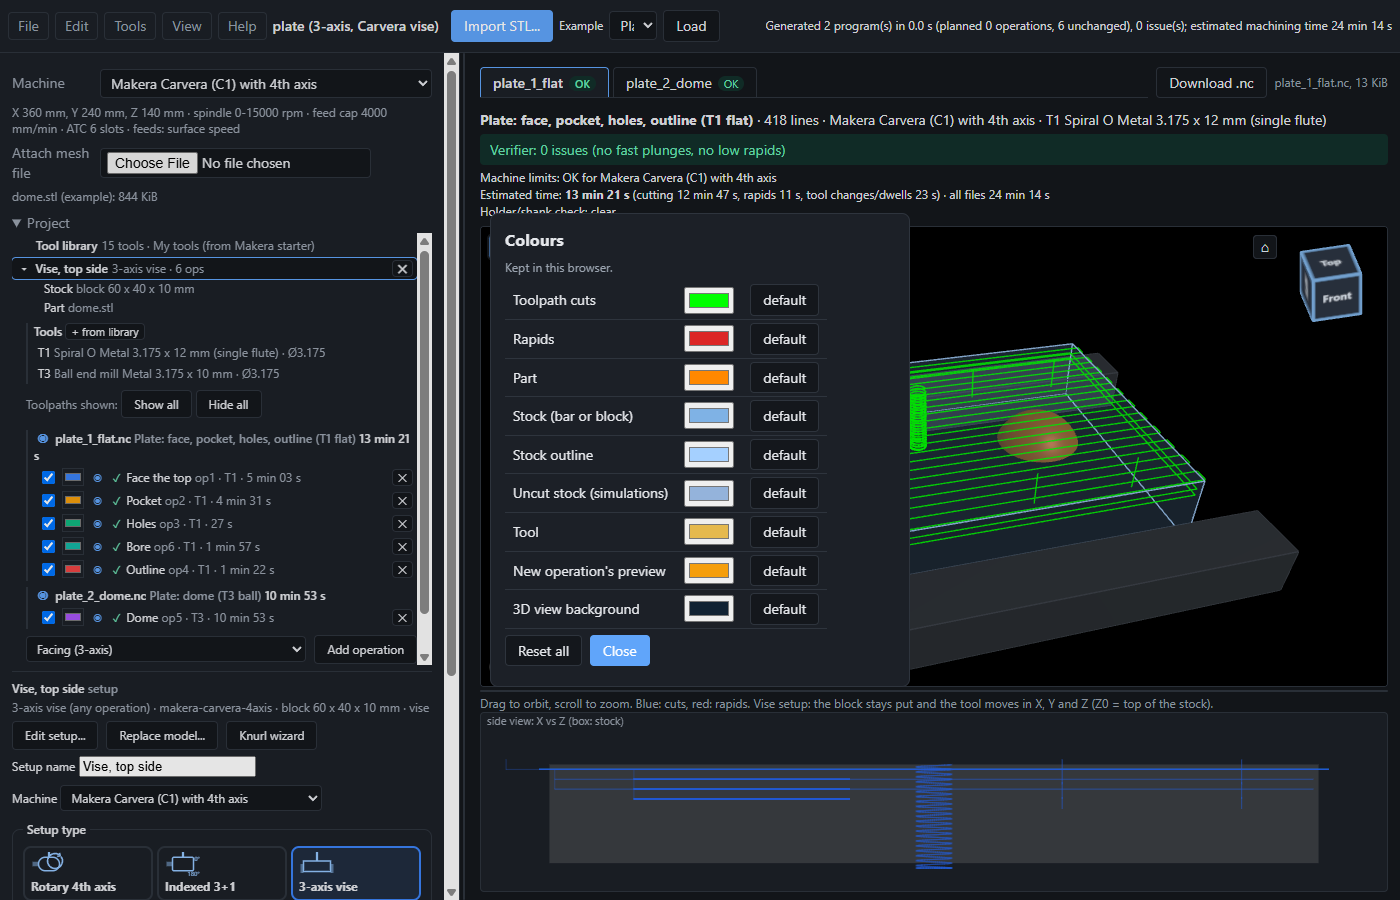 File
Edit
Tools
View
Help
plate (3-axis, Carvera vise)
Import STL...
Example
Pla
Load
Generated 2 program(s) in 0.0 s (planned 0 operations, 6 unchanged), 0 issue(s); estimated machining time 24 min 14 s
Machine
Makera Carvera (C1) with 4th axis
X 360 mm, Y 240 mm, Z 140 mm · spindle 0-15000 rpm · feed cap 4000
mm/min · ATC 6 slots · feeds: surface speed
Attach mesh
file
Choose File No file chosen
dome.stl (example): 844 KiB
Project
Tool library 15 tools · My tools (from Makera starter)
Vise, top side 3-axis vise · 6 ops
Stock block 60 x 40 x 10 mm
Part dome.stl
Tools + from library
T1 Spiral O Metal 3.175 x 12 mm (single flute) · Ø3.175
T3 Ball end mill Metal 3.175 x 10 mm · Ø3.175
Toolpaths shown: Show all Hide all
plate_1_flat.nc Plate: face, pocket, holes, outline (T1 flat) 13 min 21
s
Face the top op1 · T1 · 5 min 03 s
Pocket op2 · T1 · 4 min 31 s
Holes op3 · T1 · 27 s
Bore op6 · T1 · 1 min 57 s
Outline op4 · T1 · 1 min 22 s
plate_2_dome.nc Plate: dome (T3 ball) 10 min 53 s
Dome op5 · T3 · 10 min 53 s
Facing (3-axis)
Add operation
Vise, top side setup
3-axis vise (any operation) · makera-carvera-4axis · block 60 x 40 x 10 mm · vise
Edit setup...
Replace model...
Knurl wizard
Setup name Vise, top side
Machine Makera Carvera (C1) with 4th axis
Setup type
Rotary 4th axis
Indexed 3+1
3-axis vise
plate_1_flat OK
plate_2_dome OK
Download .nc
plate_1_flat.nc, 13 KiB
Plate: face, pocket, holes, outline (T1 flat) · 418 lines · Makera Carvera (C1) with 4th axis · T1 Spiral O Metal 3.175 x 12 mm (single flute)
Verifier: 0 issues (no fast plunges, no low rapids)
Machine limits: OK for Makera Carvera (C1) with 4th axis
Estimated time: 13 min 21 s (cutting 12 min 47 s, rapids 11 s, tool changes/dwells 23 s) · all files 24 min 14 s
Holder/shank check: clear
Colours
Kept in this browser.
Toolpath cuts default
Rapids default
Part default
Stock (bar or block) default
Stock outline default
Uncut stock (simulations) default
Tool default
New operation's preview default
3D view background default
Reset all
Close
Top
Front
Drag to orbit, scroll to zoom. Blue: cuts, red: rapids. Vise setup: the block stays put and the tool moves in X, Y and Z (Z0 = top of the stock).
side view: X vs Z (box: stock)